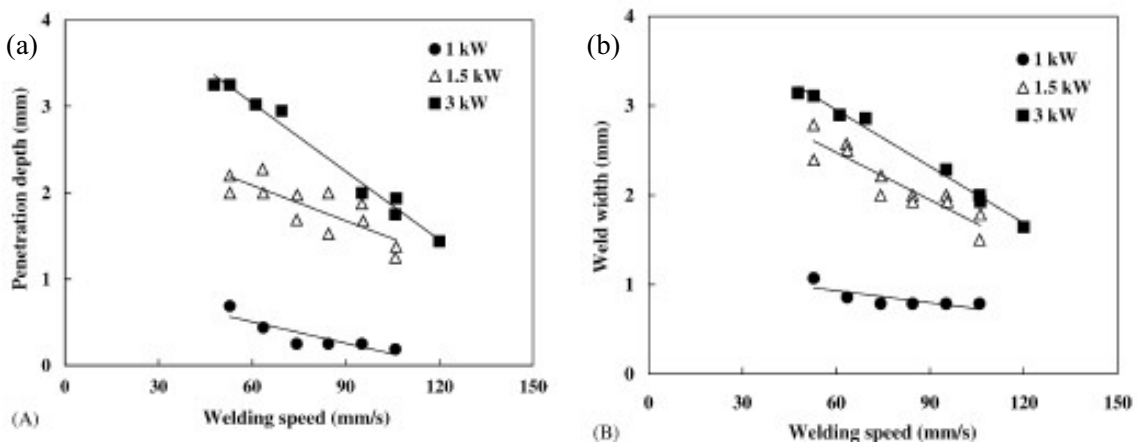 (a)
4
3
2
1
0
Penetration depth (mm)
● 1 kW
△ 1.5 kW
■ 3 kW
0 30 60 90 120 150
Welding speed (mm/s)
(A)
(b)
4
3
2
1
0
Weld width (mm)
● 1 kW
△ 1.5 kW
■ 3 kW
0 30 60 90 120 150
Welding speed (mm/s)
(B)